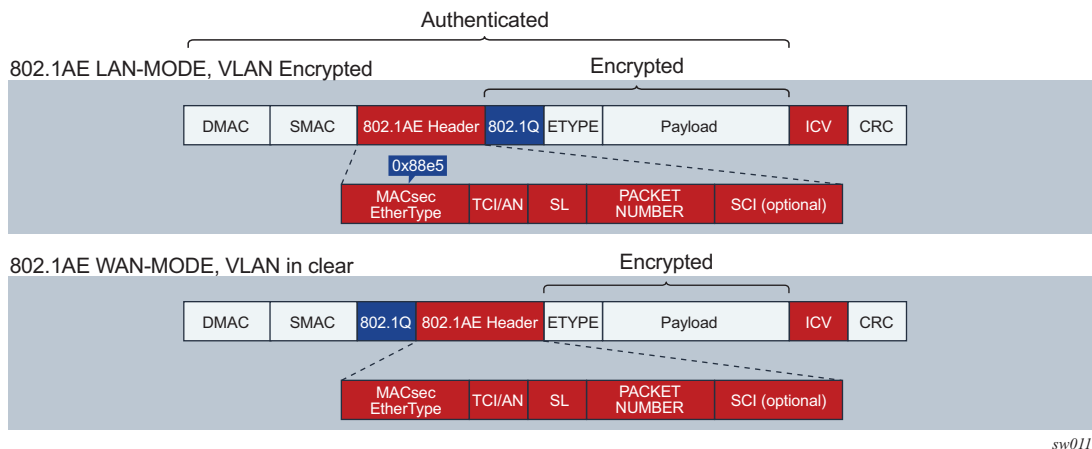 Authenticated
802.1AE LAN-MODE, VLAN Encrypted
Encrypted
DMAC SMAC 802.1AE Header 802.1Q ETYPE Payload ICV CRC
0x88e5
MACsec
EtherType
TCI/AN SL
PACKET
NUMBER
SCI (optional)
802.1AE WAN-MODE, VLAN in clear
Encrypted
DMAC SMAC 802.1Q 802.1AE Header ETYPE Payload ICV CRC
MACsec
EtherType
TCI/AN SL
PACKET
NUMBER
SCI (optional)
sw011